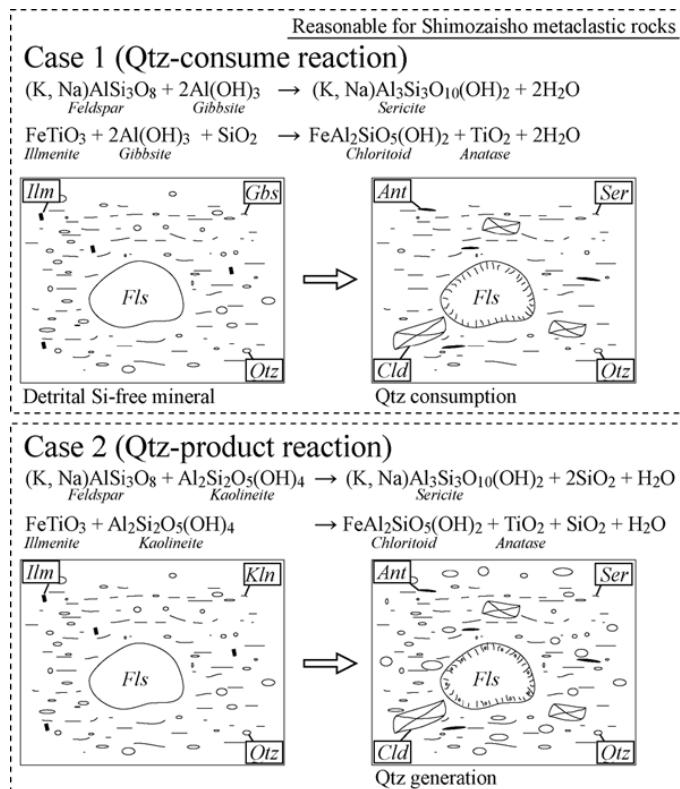 Reasonable for Shimozaisho metaclastic rocks
Case 1 (Qtz-consume reaction)
(K, Na)AlSi3O8 + 2Al(OH)3 → (K, Na)Al3Si3O10(OH)2 + 2H2O
Feldspar Gibbsite Sericite
FeTiO3 + 2Al(OH)3 + SiO2 → FeAl2SiO5(OH)2 + TiO2 + 2H2O
Illmenite Gibbsite Chloritoid Anatase
Ilm Gbs Ant Ser
Fls Fls
Qtz Cld Qtz
Detrital Si-free mineral Qtz consumption
Case 2 (Qtz-product reaction)
(K, Na)AlSi3O8 + Al2Si2O5(OH)4 → (K, Na)Al3Si3O10(OH)2 + 2SiO2 + H2O
Feldspar Kaolineite Sericite
FeTiO3 + Al2Si2O5(OH)4 → FeAl2SiO5(OH)2 + TiO2 + SiO2 + H2O
Illmenite Kaolineite Chloritoid Anatase
Ilm Kln Ant Ser
Fls Fls
Qtz Cld Qtz
Qtz generation